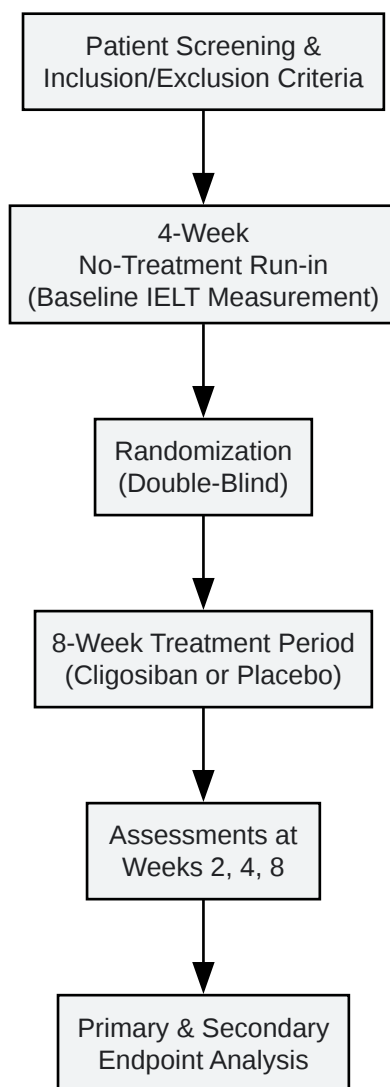 Patient Screening &
Inclusion/Exclusion Criteria
4-Week
No-Treatment Run-in
(Baseline IELT Measurement)
Randomization
(Double-Blind)
8-Week Treatment Period
(Cligosiban or Placebo)
Assessments at
Weeks 2, 4, 8
Primary & Secondary
Endpoint Analysis